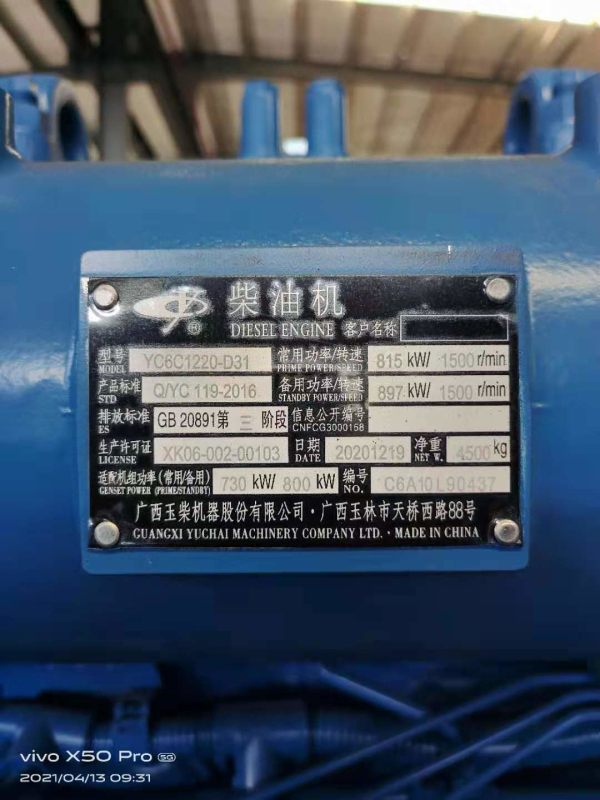 柴油机
DIESEL ENGINE 客户名称
型号 MODEL YC6C1220-D31 常用功率/转速 PRIME POWER/SPEED 815 kW/ 1500 r/min
产品标准 STD Q/YC 119-2016 备用功率/转速 STANDBY POWER/SPEED 897 kW/ 1500 r/min
排放标准 ES GB 20891第 三 阶段 信息公开编号 CNFCG3000158
生产许可证 LICENSE XK06-002-00103 日期 DATE 20201219 净重 NET W. 4500 kg
适配机组功率(常用/备用) GENSET POWER (PRIME/STANDBY) 730 kW/ 800 kW 编号 NO. C6A10L90437
广西玉柴机器股份有限公司·广西玉林市天桥西路88号
GUANGXI YUCHAI MACHINERY COMPANY LTD. · MADE IN CHINA
vivo X50 Pro 5G
2021/04/13 09:31